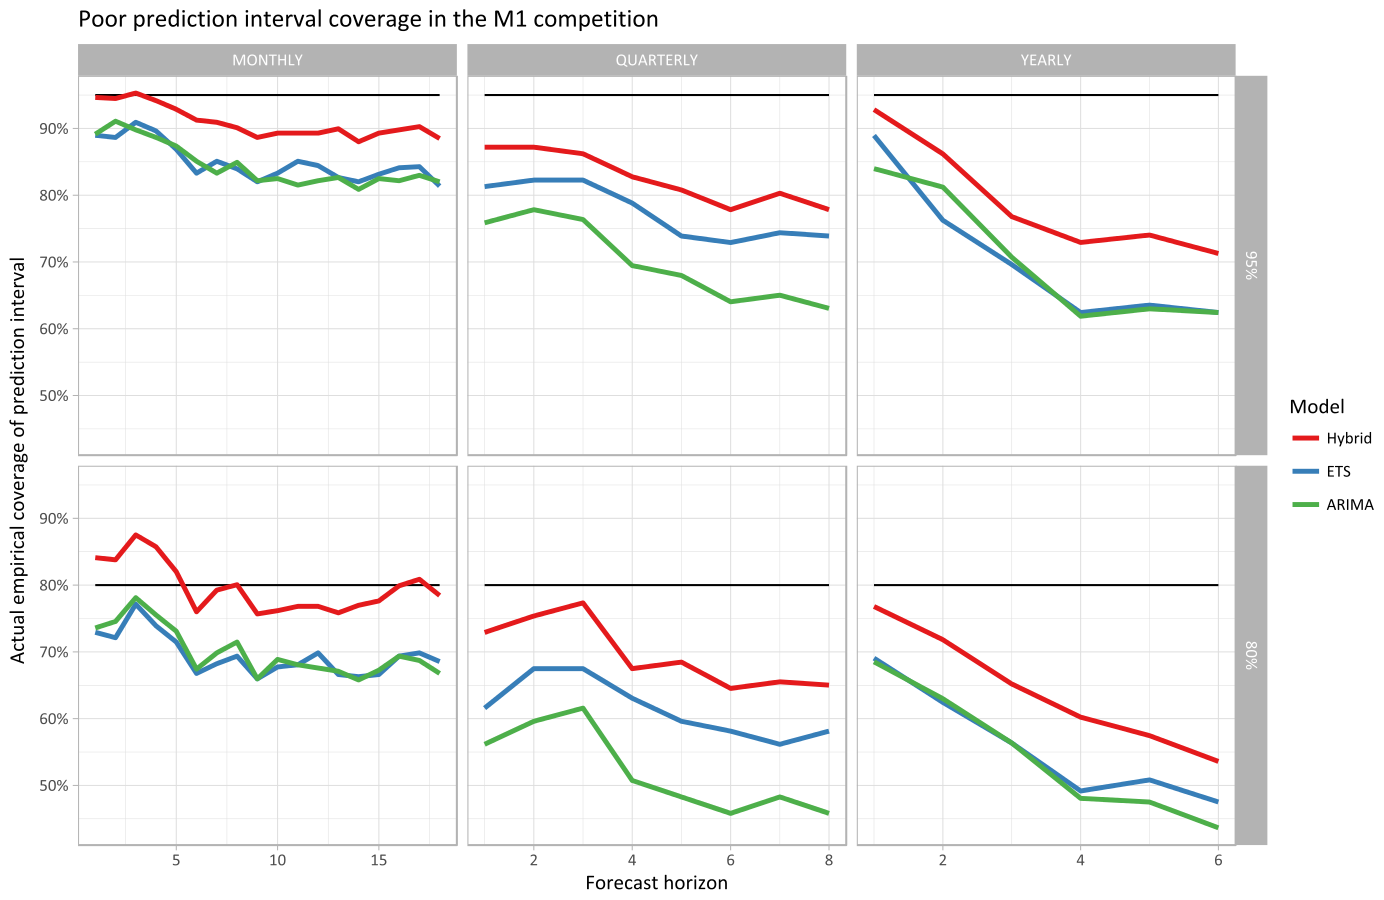 Poor prediction interval coverage in the M1 competition
MONTHLY
QUARTERLY
YEARLY
90%
80%
70%
60%
50%
95%
90%
80%
70%
60%
50%
80%
5
10
15
2
4
6
8
2
4
6
Forecast horizon
Actual empirical coverage of prediction interval
Model
Hybrid
ETS
ARIMA